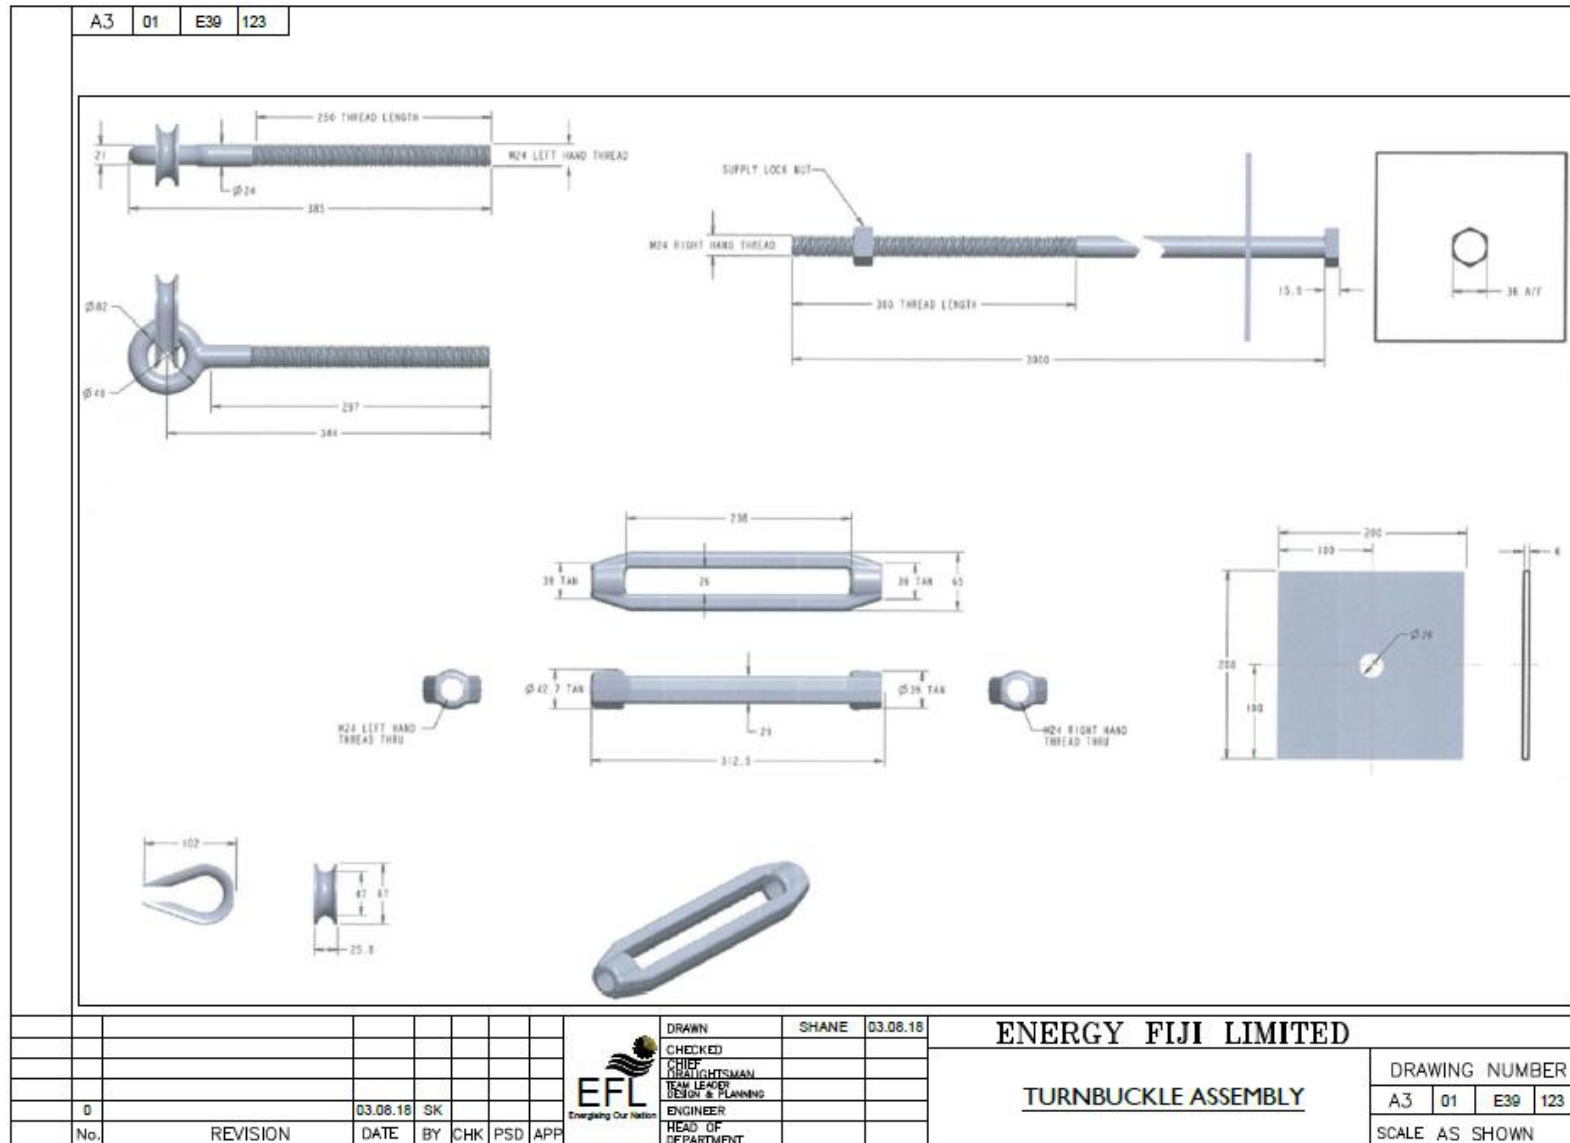 A3 01 E39 123
250 THREAD LENGTH
21
M24 LEFT HAND THREAD
Ø24
385
SUPPLY LOCK NUT
M24 RIGHT HAND THREAD
300 THREAD LENGTH
15.5
36 A/F
3000
Ø82
297
344
238
38 TAN
26
38 TAN
65
200
100
6
Ø26
200
100
Ø42.7 TAN
Ø38 TAN
M24 LEFT HAND
THREAD THRU
M24 RIGHT HAND
THREAD THRU
312.5
102
47
67
25.8
DRAWN SHANE 03.08.18
CHECKED
CHIEF
DRAUGHTSMAN
TEAM LEADER
DESIGN & PLANNING
ENGINEER
HEAD OF
DEPARTMENT
EFL
Energising Our Nation
0 03.08.18 SK
No. REVISION DATE BY CHK PSD APP
ENERGY FIJI LIMITED
TURNBUCKLE ASSEMBLY
DRAWING NUMBER
A3 01 E39 123
SCALE AS SHOWN